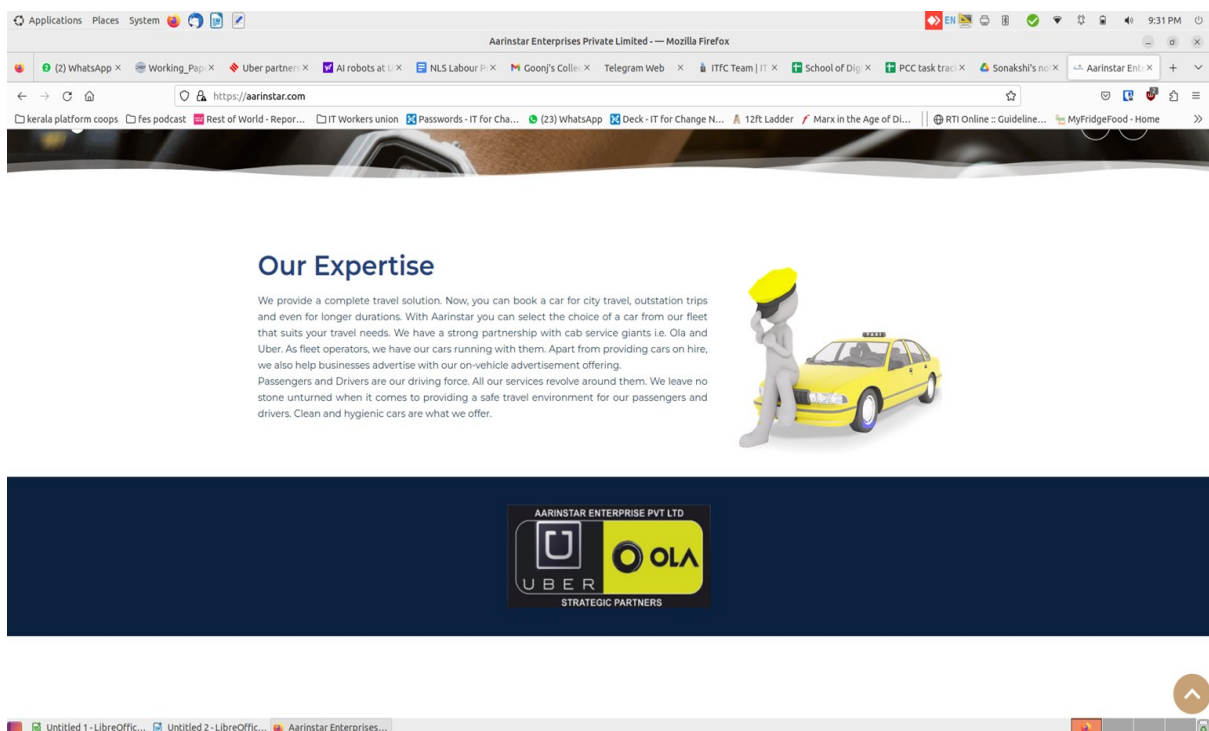 Applications Places System EN 9:31 PM
Aarinstar Enterprises Private Limited - — Mozilla Firefox
(2) WhatsApp × Working_Pap × Uber partners × AI robots at U × NLS Labour P × Goonj's Collec × Telegram Web × ITfC Team | IT × School of Digi × PCC task trac × Sonakshi's no × Aarinstar Ente × +
https://aarinstar.com
kerala platform coops fes podcast Rest of World - Repor... IT Workers union Passwords - IT for Cha... (23) WhatsApp Deck - IT for Change N... 12ft Ladder Marx in the Age of Di... RTI Online :: Guideline... MyFridgeFood - Home
Our Expertise
We provide a complete travel solution. Now, you can book a car for city travel, outstation trips
and even for longer durations. With Aarinstar you can select the choice of a car from our fleet
that suits your travel needs. We have a strong partnership with cab service giants i.e. Ola and
Uber. As fleet operators, we have our cars running with them. Apart from providing cars on hire,
we also help businesses advertise with our on-vehicle advertisement offering.
Passengers and Drivers are our driving force. All our services revolve around them. We leave no
stone unturned when it comes to providing a safe travel environment for our passengers and
drivers. Clean and hygienic cars are what we offer.
TAXI
AARINSTAR ENTERPRISE PVT LTD
UBER OLA
STRATEGIC PARTNERS
Untitled 1 - LibreOffic... Untitled 2 - LibreOffic... Aarinstar Enterprises...